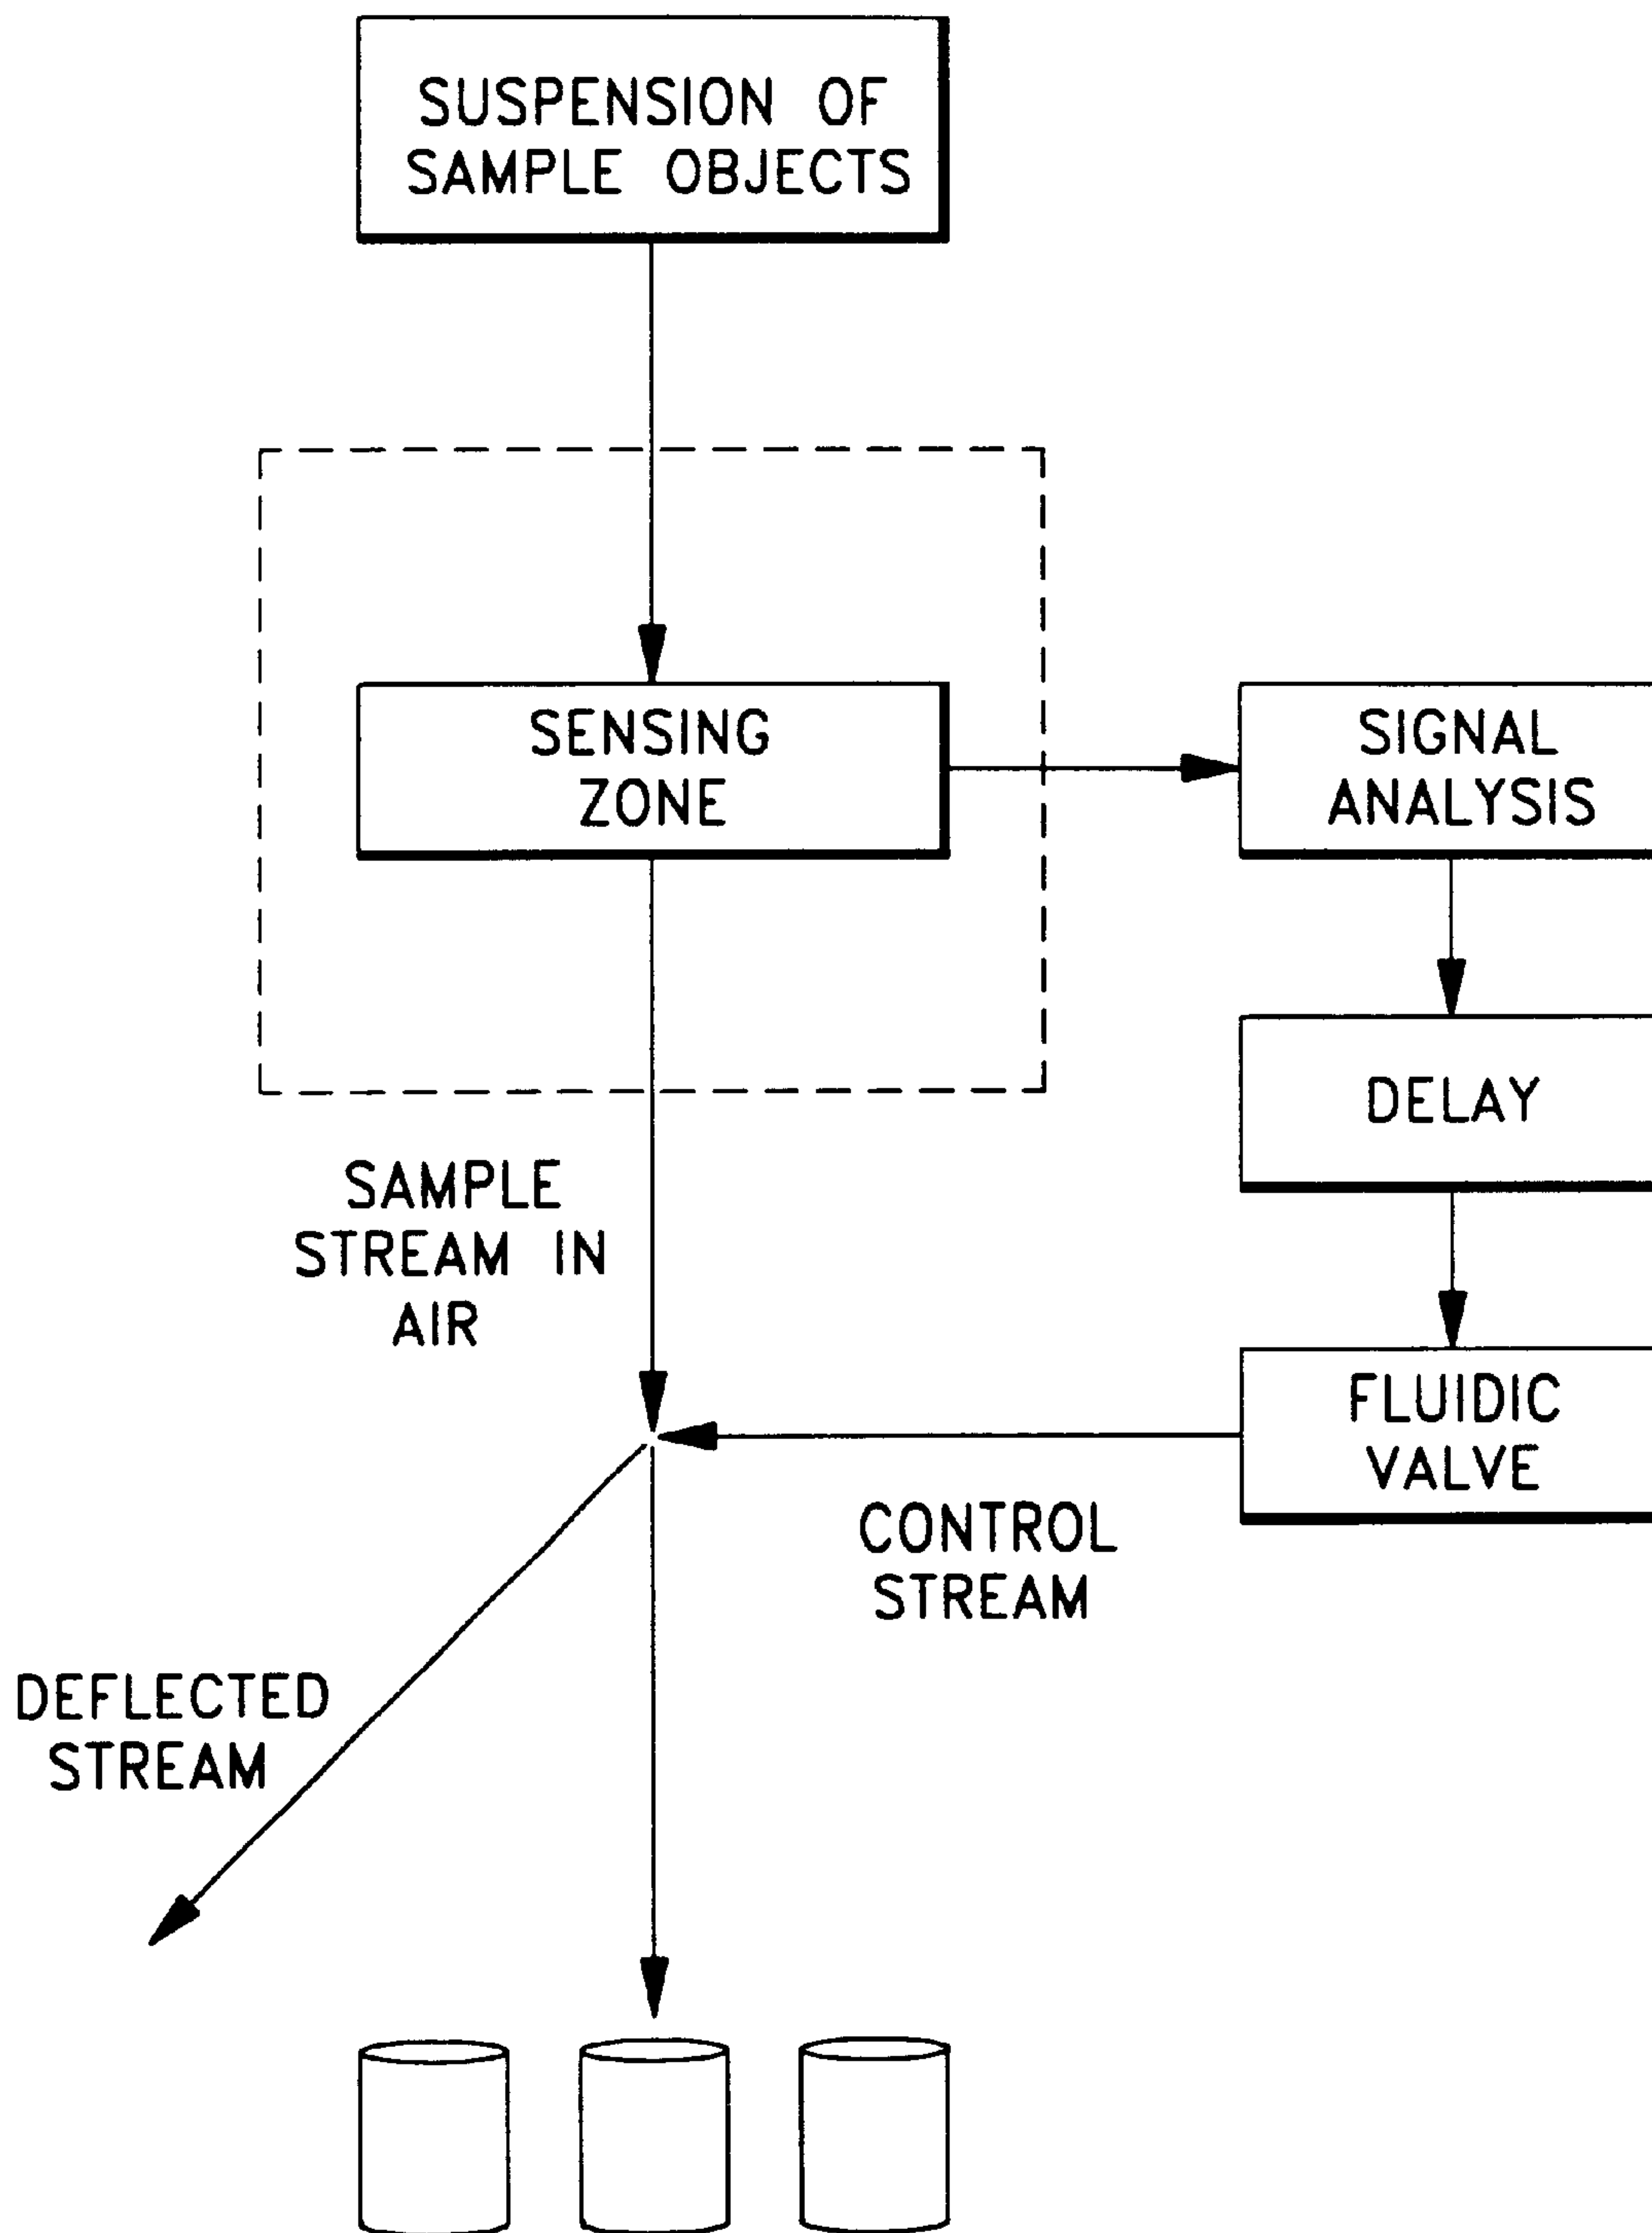 SUSPENSION OF
SAMPLE OBJECTS
SENSING
ZONE
SIGNAL
ANALYSIS
DELAY
SAMPLE
STREAM IN
AIR
FLUIDIC
VALVE
CONTROL
STREAM
DEFLECTED
STREAM